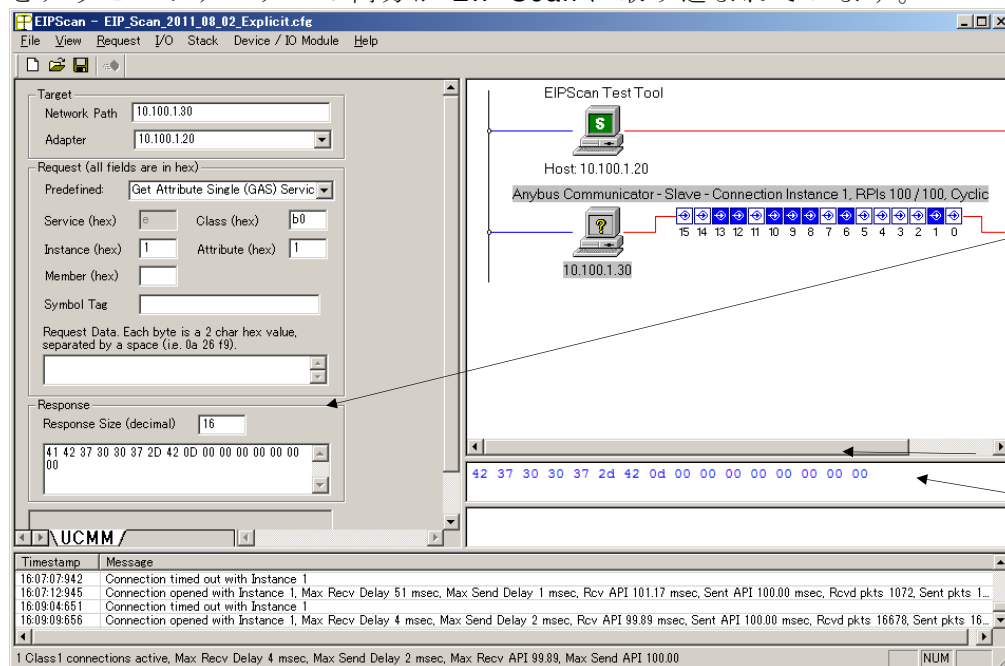 EIPScan - EIP_Scan_2011_08_02_Explicit.cfg
File View Request I/O Stack Device / IO Module Help
Target
Network Path 10.100.1.30
Adapter 10.100.1.20
Request (all fields are in hex)
Predefined: Get Attribute Single (GAS) Servic
Service (hex) e Class (hex) b0
Instance (hex) 1 Attribute (hex) 1
Member (hex)
Symbol Tag
Request Data. Each byte is a 2 char hex value,
separated by a space (i.e. 0a 26 f9).
Response
Response Size (decimal) 16
41 42 37 30 30 37 2D 42 0D 00 00 00 00 00 00
00
UCMM
EIPScan Test Tool
S
Host: 10.100.1.20
Anybus Communicator - Slave - Connection Instance 1, RPIs 100 / 100, Cyclic
?
15 14 13 12 11 10 9 8 7 6 5 4 3 2 1 0
10.100.1.30
42 37 30 30 37 2d 42 0d 00 00 00 00 00 00 00 00
Timestamp Message
16:07:07:942 Connection timed out with Instance 1
16:07:12:945 Connection opened with Instance 1, Max Recv Delay 51 msec, Max Send Delay 1 msec, Rcv API 101.17 msec, Sent API 100.00 msec, Rcvd pkts 1072, Sent pkts 1...
16:09:04:651 Connection timed out with Instance 1
16:09:09:656 Connection opened with Instance 1, Max Recv Delay 4 msec, Max Send Delay 2 msec, Rcv API 99.89 msec, Sent API 100.00 msec, Rcvd pkts 16678, Sent pkts 16...
1 Class1 connections active, Max Recv Delay 4 msec, Max Send Delay 2 msec, Max Recv API 99.89, Max Send API 100.00
NUM